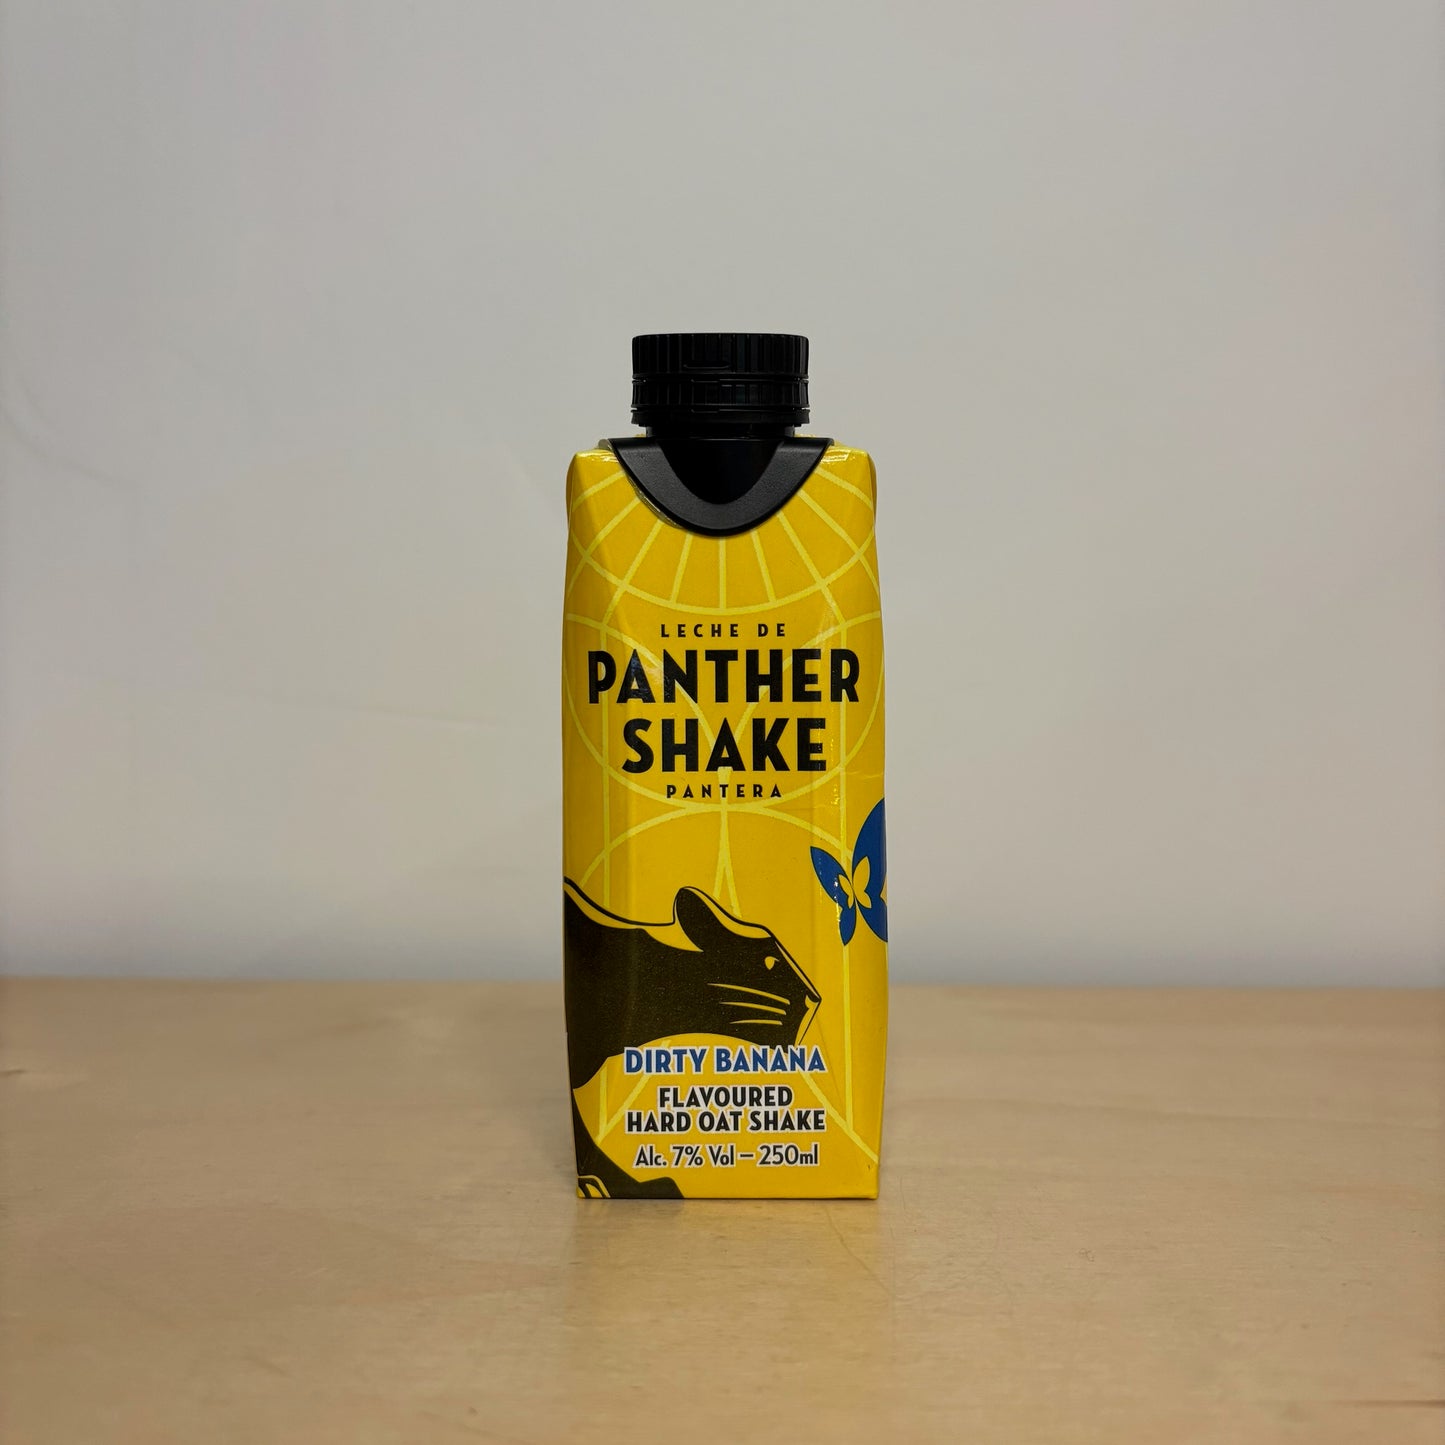 LECHE DE
PANTHER
SHAKE
PANTERA
DIRTY BANANA
FLAVOURED
HARD OAT SHAKE
Alc. 7% Vol – 250ml